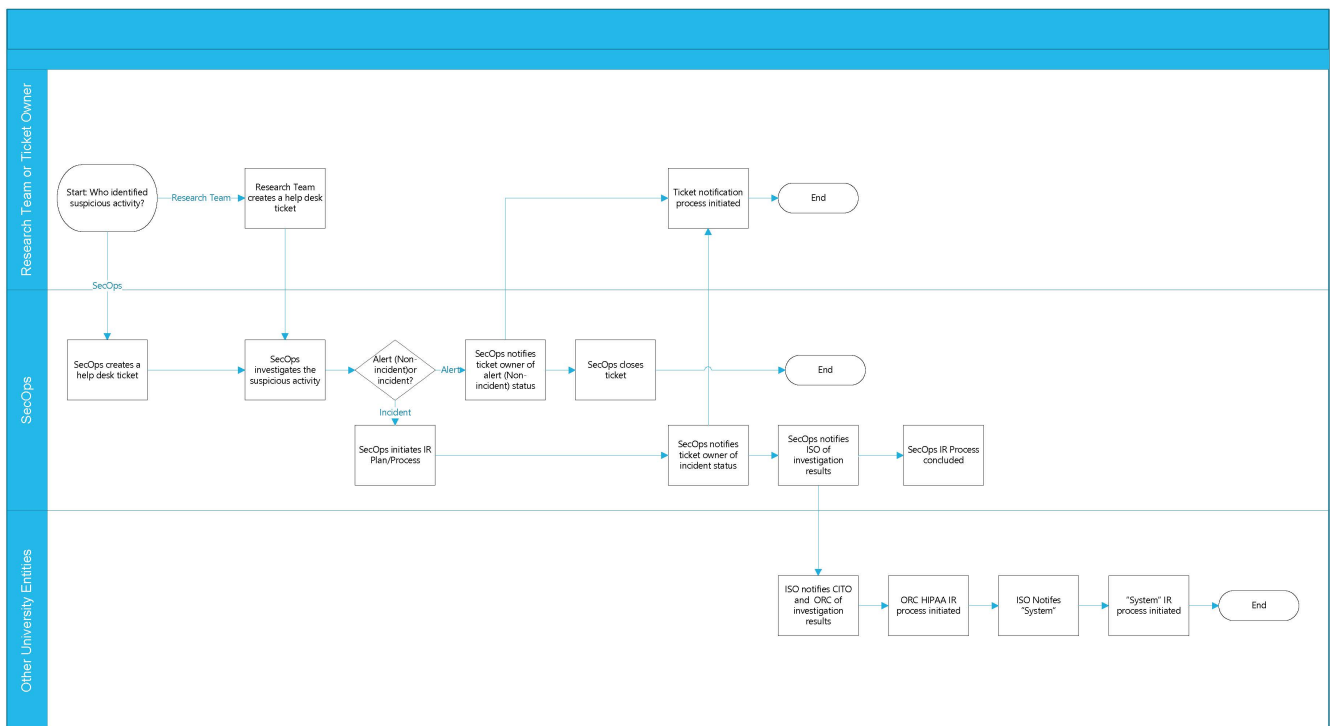 Research Team or Ticket Owner
Start: Who identified
suspicious activity?
Research Team
Research Team
creates a help desk
ticket
Ticket notification
process initiated
End
SecOps
SecOps
SecOps creates a
help desk ticket
SecOps
investigates the
suspicious activity
Alert (Non-
incident)or
incident?
Alert
SecOps notifies
ticket owner of
alert (Non-
incident) status
SecOps closes
ticket
End
Incident
SecOps initiates IR
Plan/Process
SecOps notifies
ticket owner of
incident status
SecOps notifies
ISO of
investigation
results
SecOps IR Process
concluded
Other University Entities
ISO notifies CITO
and ORC of
investigation
results
ORC HIPAA IR
process initiated
ISO Notifes
"System"
"System" IR
process initiated
End